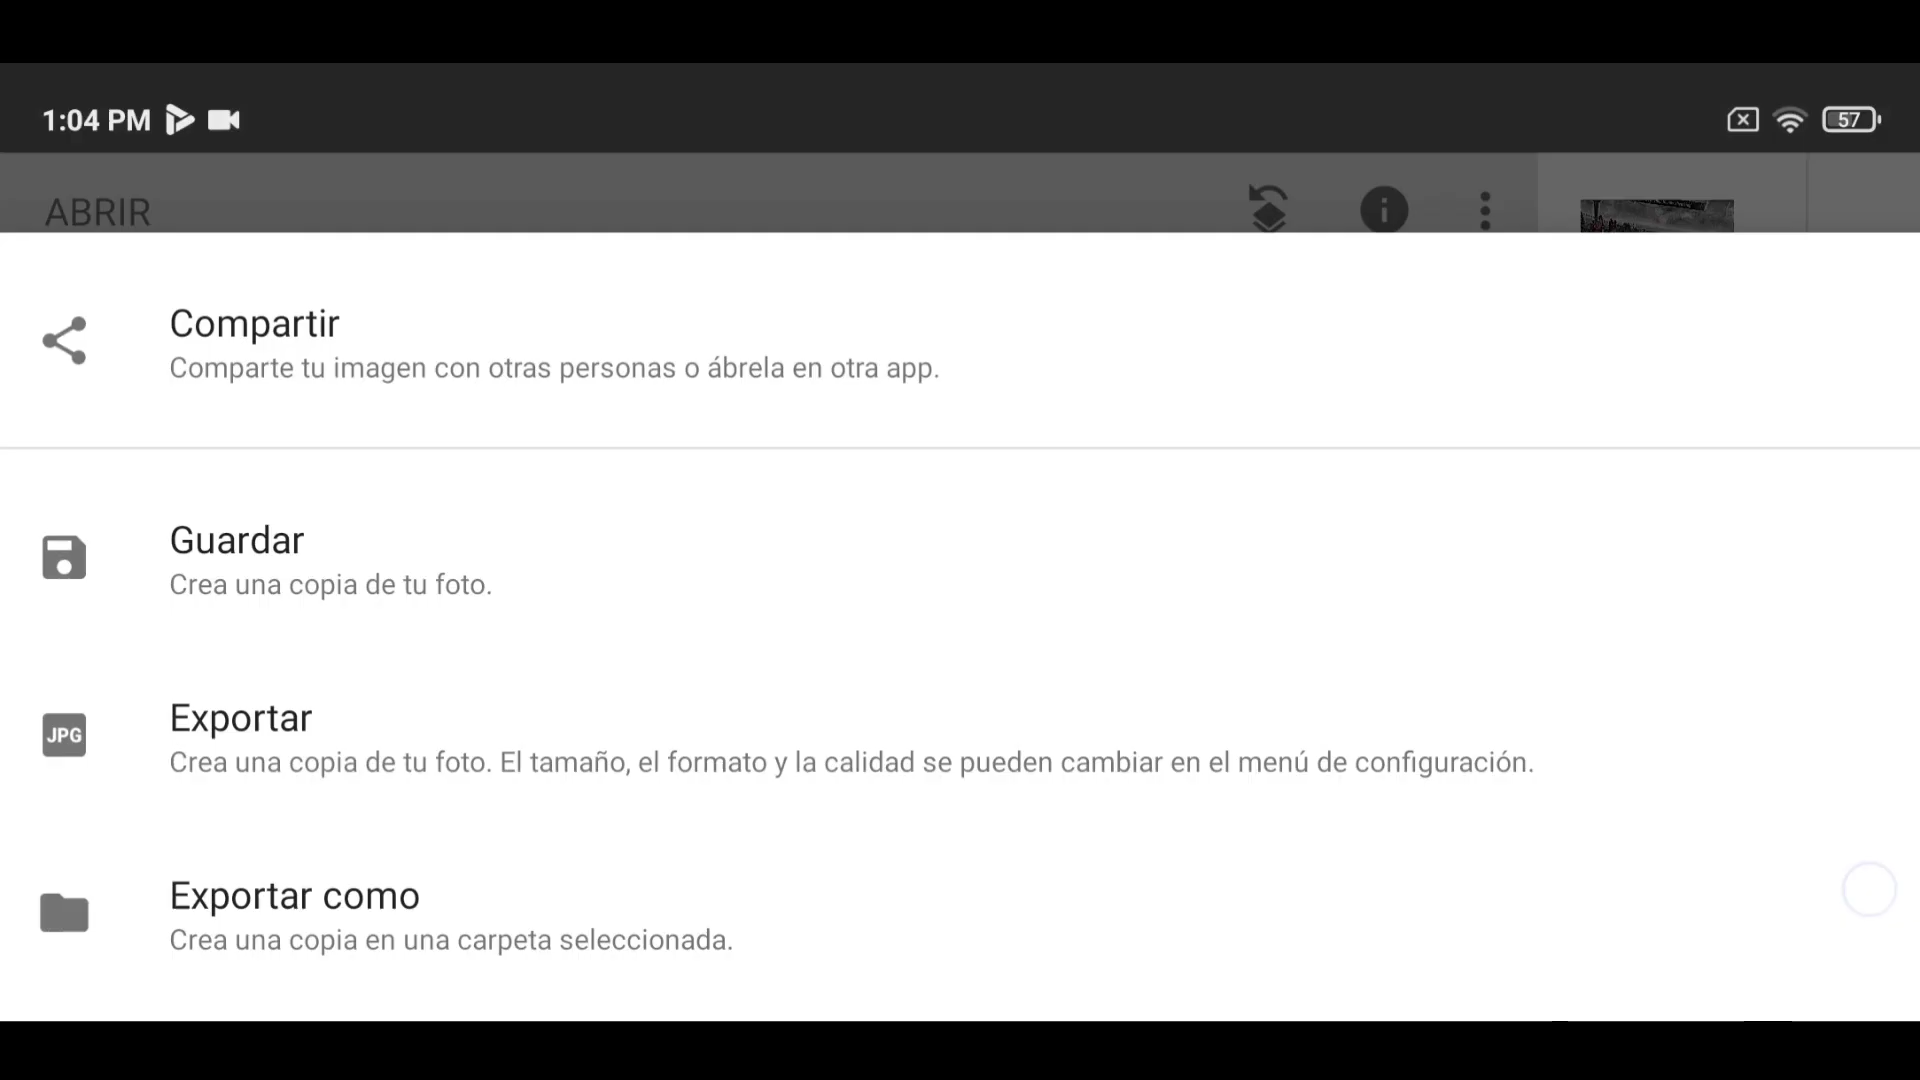 1:04 PM
57
ABRIR
Compartir
Comparte tu imagen con otras personas o ábrela en otra app.
Guardar
Crea una copia de tu foto.
JPG
Exportar
Crea una copia de tu foto. El tamaño, el formato y la calidad se pueden cambiar en el menú de configuración.
Exportar como
Crea una copia en una carpeta seleccionada.